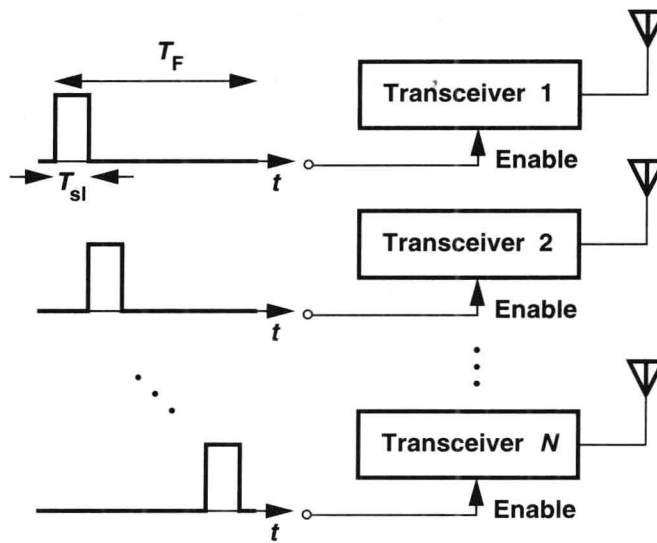 T_F
Transceiver 1
Enable
t
T_sl
Transceiver 2
Enable
t
Transceiver N
Enable
t